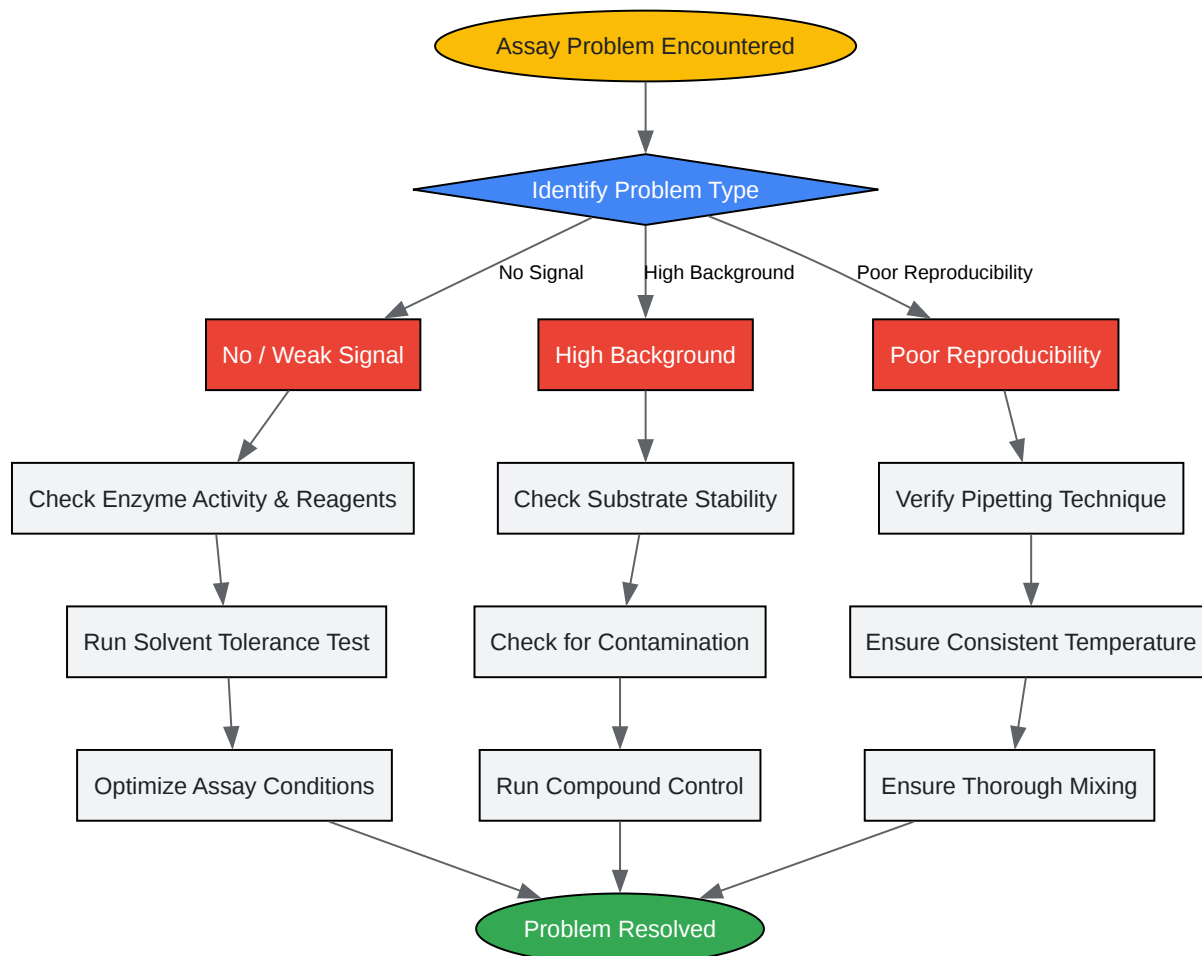 Assay Problem Encountered
Identify Problem Type
No Signal
High Background
Poor Reproducibility
No / Weak Signal
High Background
Poor Reproducibility
Check Enzyme Activity & Reagents
Check Substrate Stability
Verify Pipetting Technique
Run Solvent Tolerance Test
Check for Contamination
Ensure Consistent Temperature
Optimize Assay Conditions
Run Compound Control
Ensure Thorough Mixing
Problem Resolved